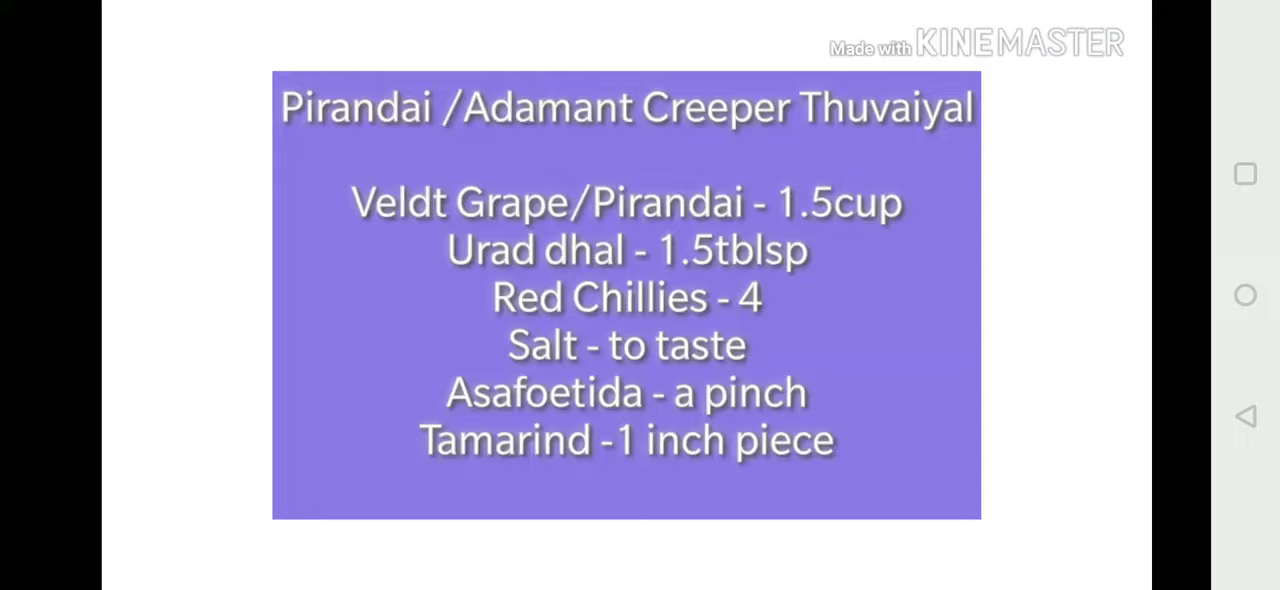 Made with KINEMASTER
Pirandai /Adamant Creeper Thuvaiyal
Veldt Grape/Pirandai - 1.5cup
Urad dhal - 1.5tblsp
Red Chillies - 4
Salt - to taste
Asafoetida - a pinch
Tamarind -1 inch piece